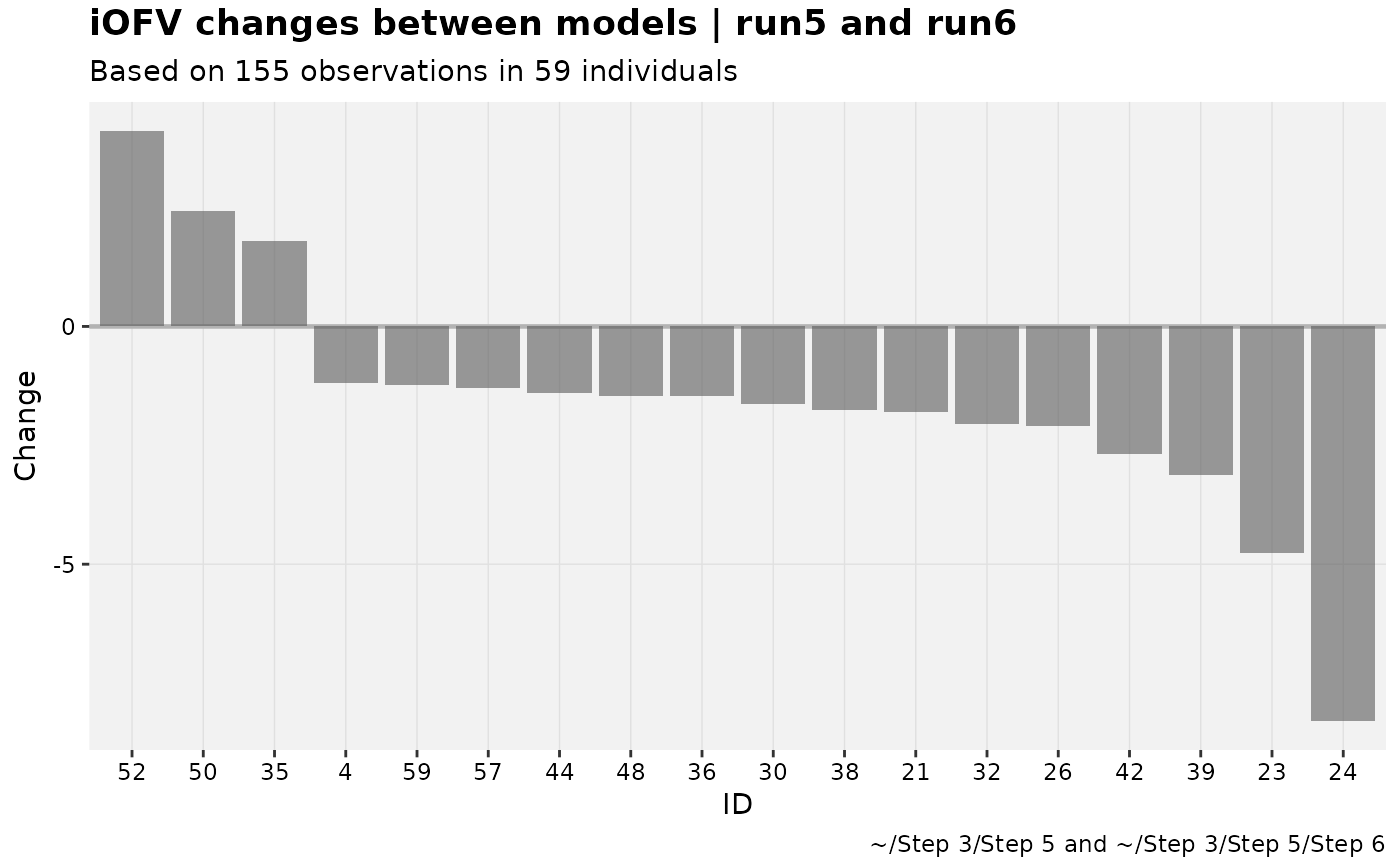 iOFV changes between models | run5 and run6
Based on 155 observations in 59 individuals
Change
0
-5
52 50 35 4 59 57 44 48 36 30 38 21 32 26 42 39 23 24
ID
~/Step 3/Step 5 and ~/Step 3/Step 5/Step 6